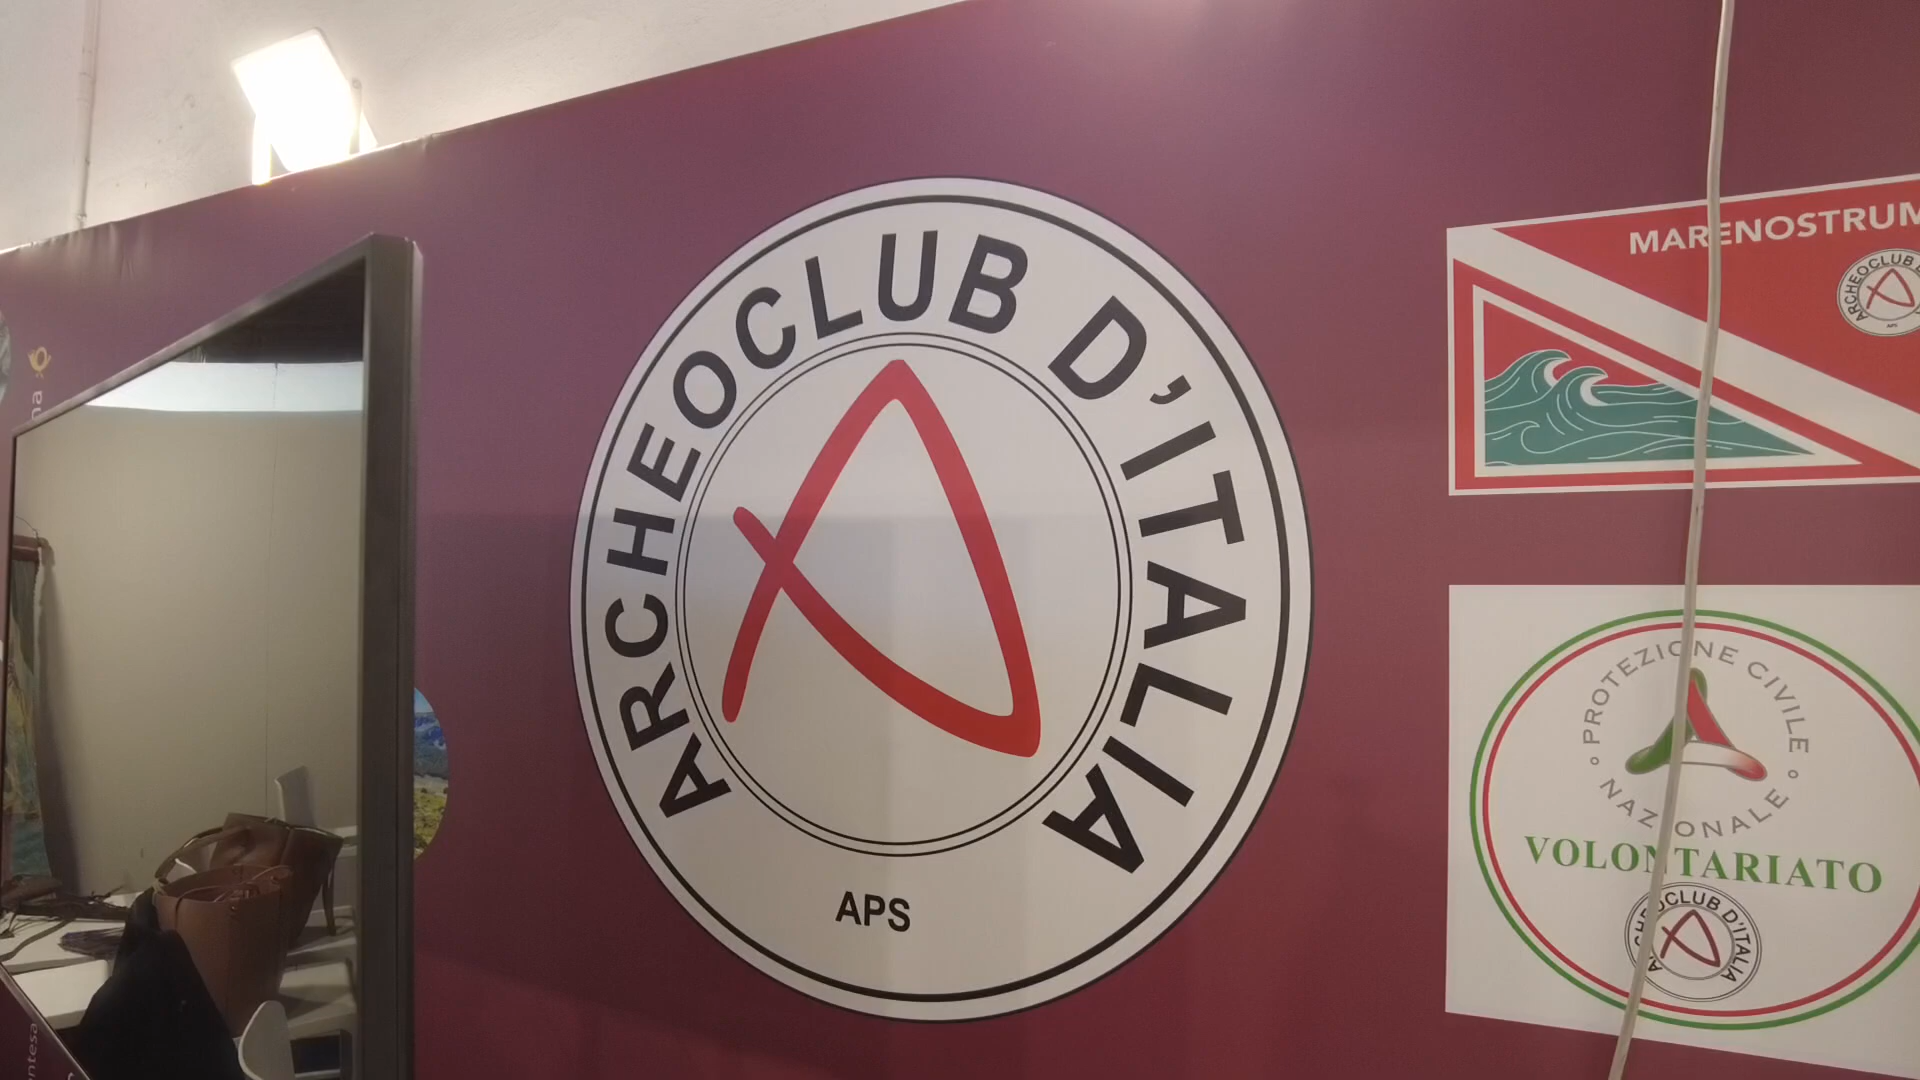 ARCHEOCLUB D'ITALIA
APS
MARENOSTRUM
ARCHEOCLUB
APS
PROTEZIONE CIVILE
NAZIONALE
VOLONTARIATO
ARCHEOCLUB D'ITALIA